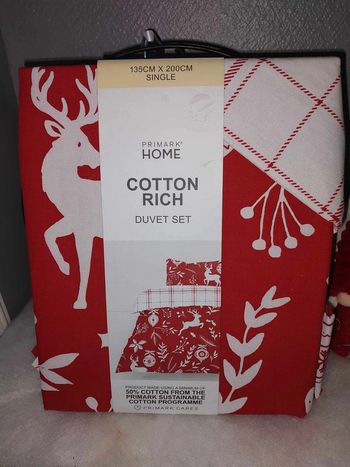 135CM X 200CM
SINGLE
PRIMARK®
HOME
COTTON
RICH
DUVET SET
PRODUCT MADE USING A MINIMUM OF
50% COTTON FROM THE
PRIMARK SUSTAINABLE
COTTON PROGRAMME
PRIMARK CARES